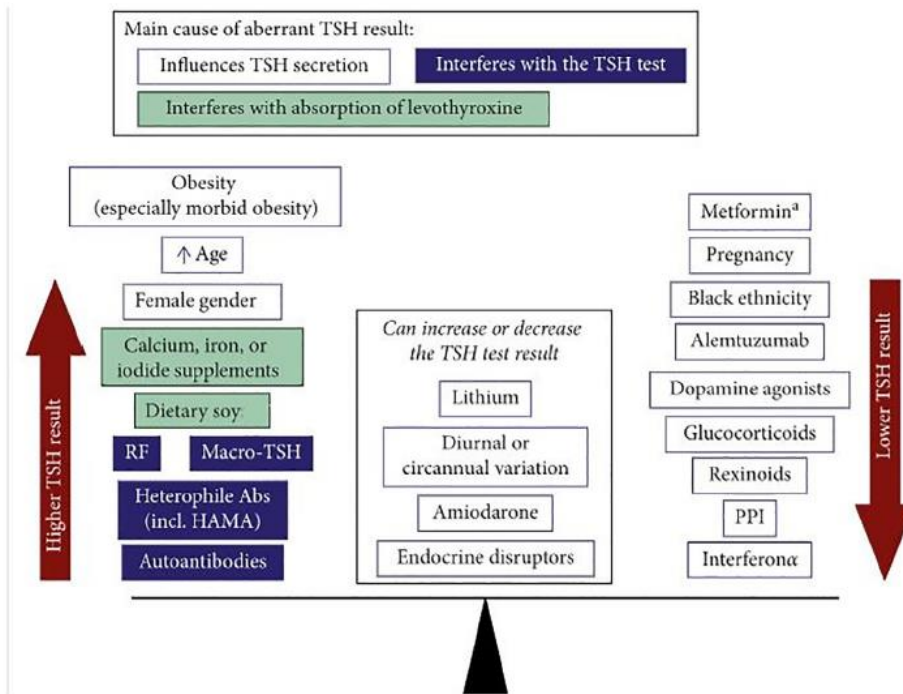 Main cause of aberrant TSH result:
Influences TSH secretion
Interferes with the TSH test
Interferes with absorption of levothyroxine
Higher TSH result
Obesity
(especially morbid obesity)
↑ Age
Female gender
Calcium, iron, or
iodide supplements
Dietary soy
RF
Macro-TSH
Heterophile Abs
(incl. HAMA)
Autoantibodies
Can increase or decrease
the TSH test result
Lithium
Diurnal or
circannual variation
Amiodarone
Endocrine disruptors
Metforminᵃ
Pregnancy
Black ethnicity
Alemtuzumab
Dopamine agonists
Glucocorticoids
Rexinoids
PPI
Interferonα
Lower TSH result